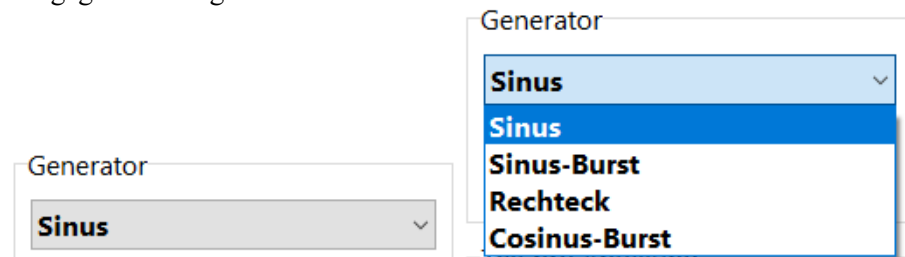 Generator
Sinus
Sinus
Sinus-Burst
Rechteck
Cosinus-Burst
Generator
Sinus